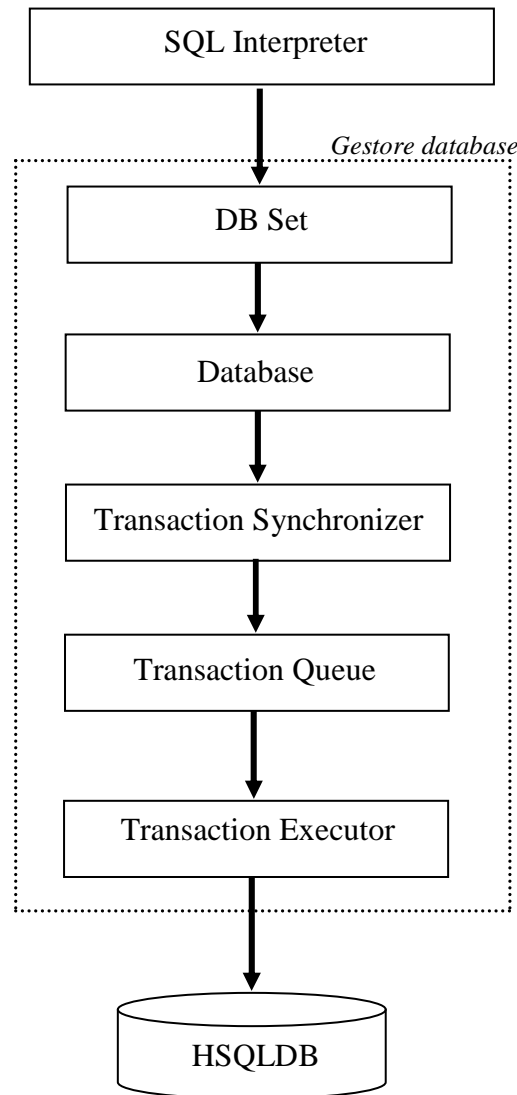 SQL Interpreter
Gestore database
DB Set
Database
Transaction Synchronizer
Transaction Queue
Transaction Executor
HSQLDB